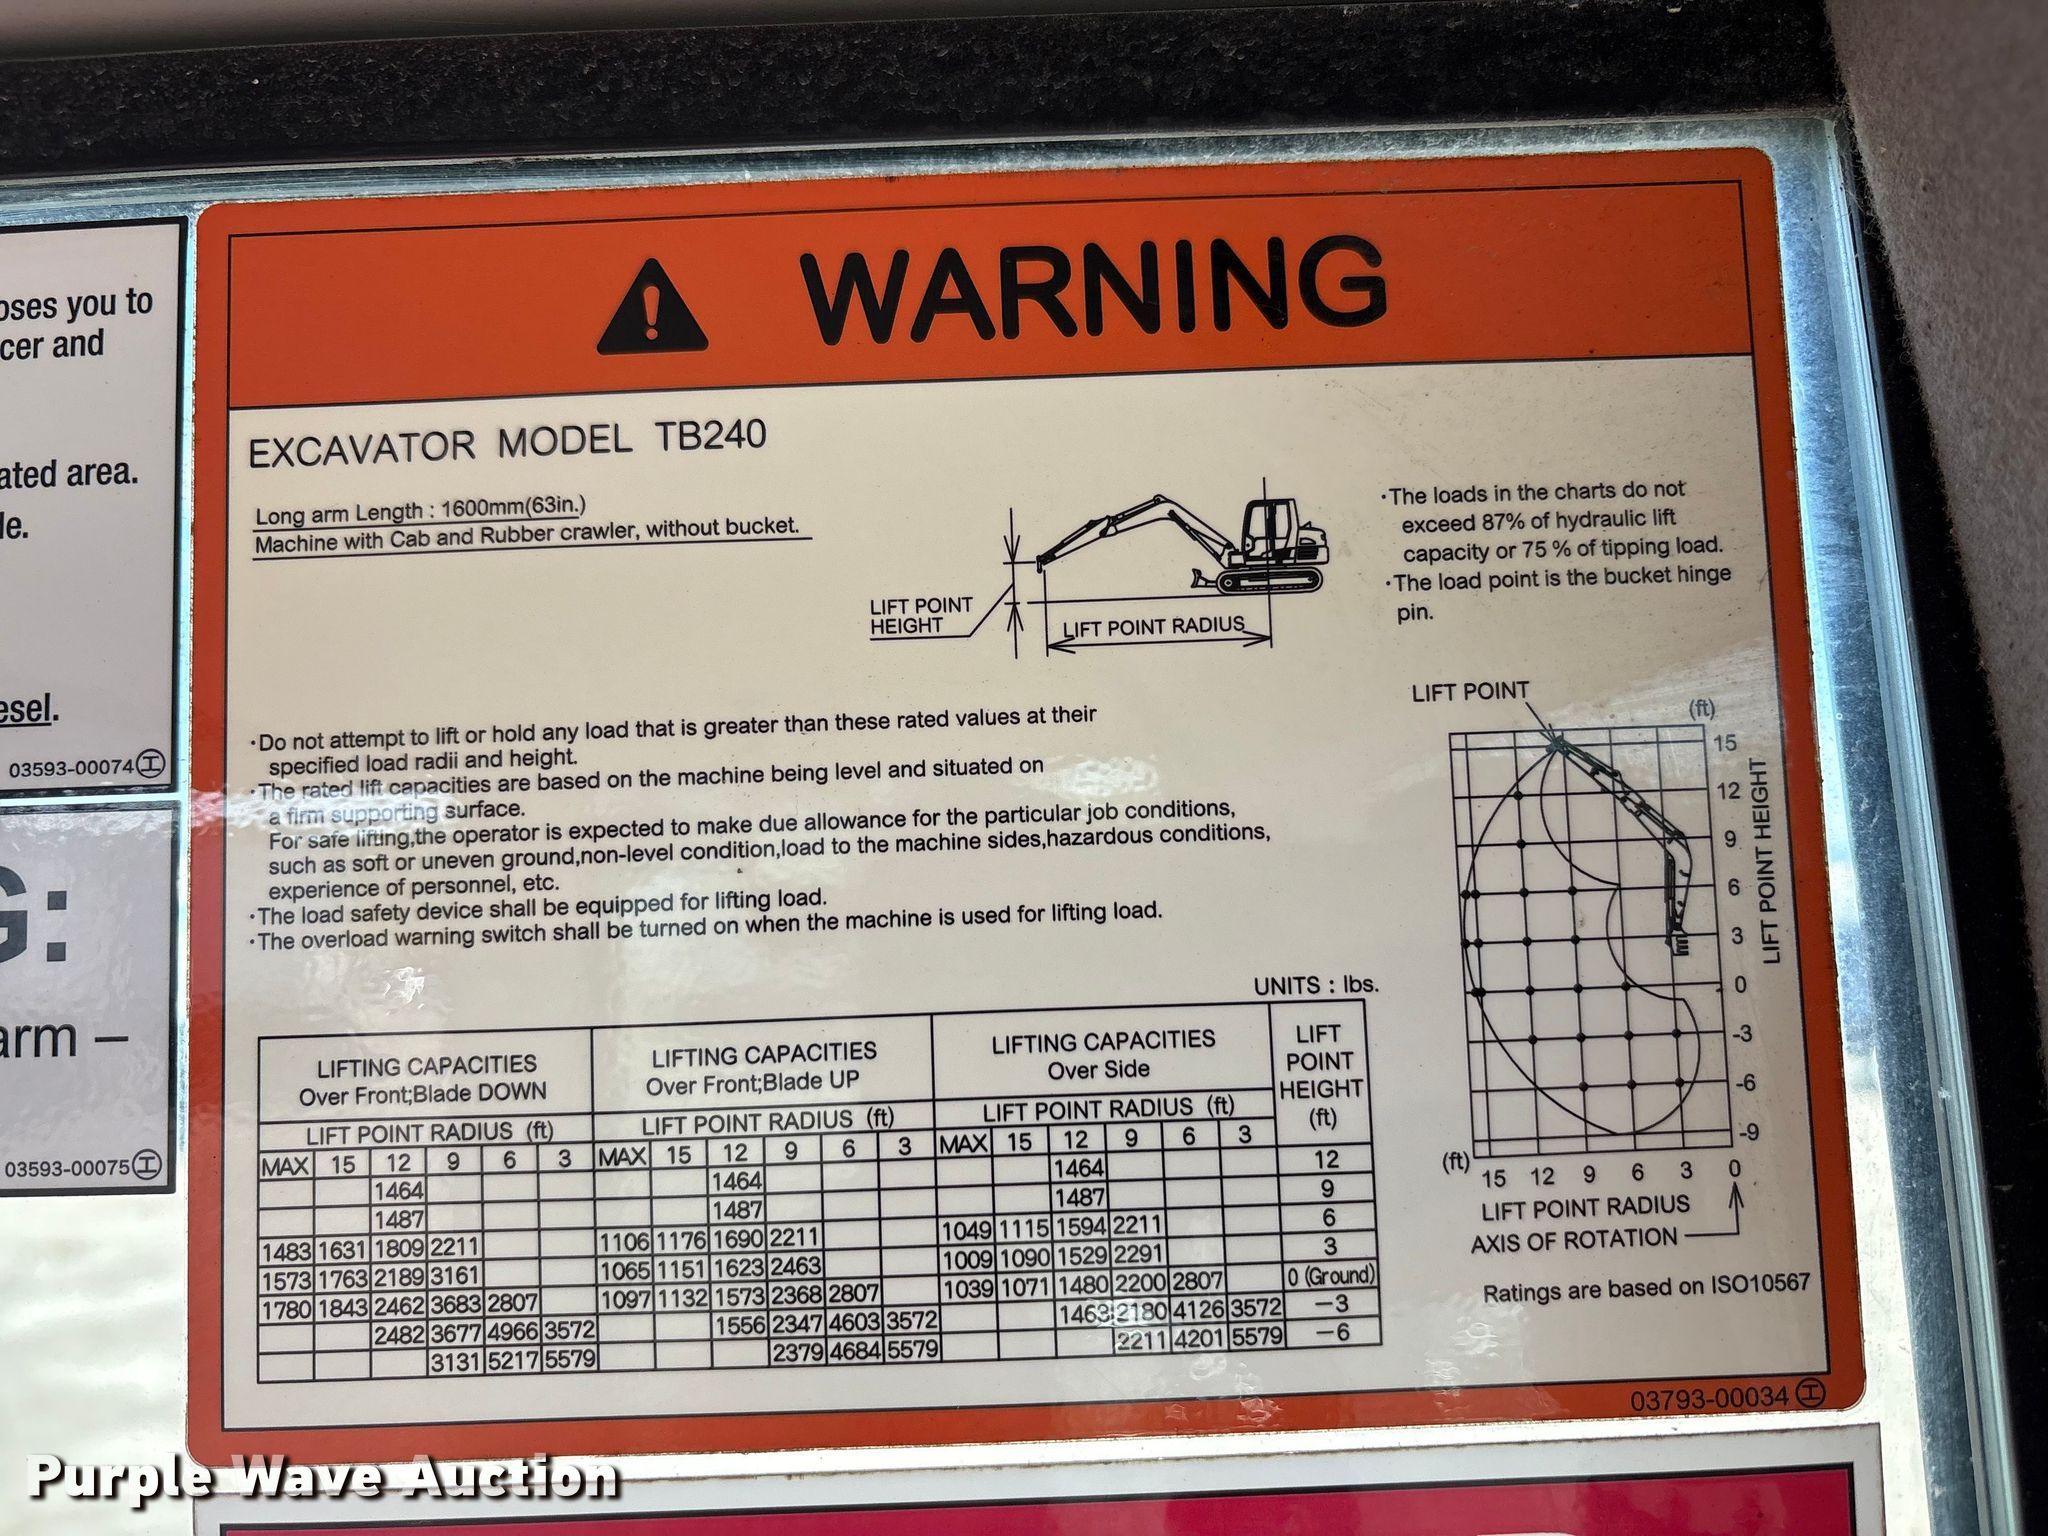 oses you to
cer and
ated area.
le.
esel.
03593-00074
G:
arm –
03593-00075
WARNING
EXCAVATOR MODEL TB240
Long arm Length : 1600mm(63in.)
Machine with Cab and Rubber crawler, without bucket.
LIFT POINT
HEIGHT
LIFT POINT RADIUS
·The loads in the charts do not
exceed 87% of hydraulic lift
capacity or 75 % of tipping load.
·The load point is the bucket hinge
pin.
·Do not attempt to lift or hold any load that is greater than these rated values at their
specified load radii and height.
·The rated lift capacities are based on the machine being level and situated on
a firm supporting surface.
For safe lifting,the operator is expected to make due allowance for the particular job conditions,
such as soft or uneven ground,non-level condition,load to the machine sides,hazardous conditions,
experience of personnel, etc.
·The load safety device shall be equipped for lifting load.
·The overload warning switch shall be turned on when the machine is used for lifting load.
LIFT POINT
(ft)
15
12
9
6
3
0
-3
-6
-9
LIFT POINT HEIGHT
(ft) 15 12 9 6 3 0
LIFT POINT RADIUS
AXIS OF ROTATION
Ratings are based on ISO10567
UNITS : lbs.
LIFTING CAPACITIES
Over Front;Blade DOWN
LIFTING CAPACITIES
Over Front;Blade UP
LIFTING CAPACITIES
Over Side
LIFT
POINT
HEIGHT
(ft)
LIFT POINT RADIUS (ft) LIFT POINT RADIUS (ft) LIFT POINT RADIUS (ft)
MAX 15 12 9 6 3 MAX 15 12 9 6 3 MAX 15 12 9 6 3
1464 1464 1464 12
1487 1487 1487 9
1483 1631 1809 2211 1106 1176 1690 2211 1049 1115 1594 2211 6
1573 1763 2189 3161 1065 1151 1623 2463 1009 1090 1529 2291 3
1780 1843 2462 3683 2807 1097 1132 1573 2368 2807 1039 1071 1480 2200 2807 0 (Ground)
2482 3677 4966 3572 1556 2347 4603 3572 1463 2180 4126 3572 −3
3131 5217 5579 2379 4684 5579 2211 4201 5579 −6
03793-00034
Purple Wave Auction